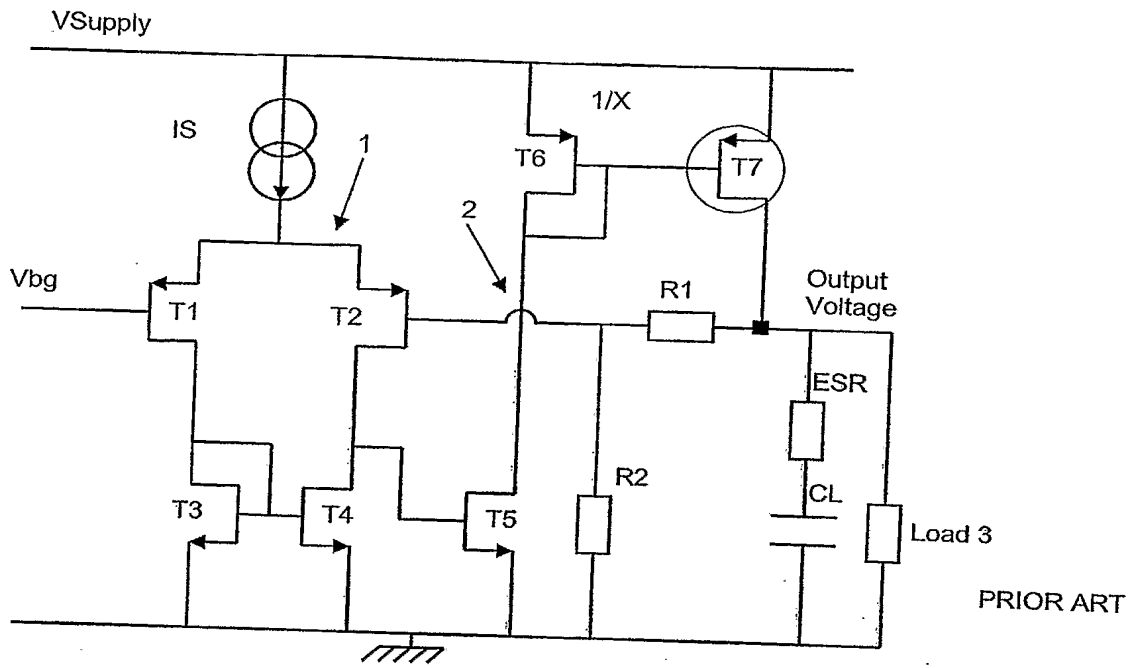 VSupply
IS
1
1/X
T6
T7
2
Vbg
T1
T2
R1
Output
Voltage
ESR
T3
T4
T5
R2
CL
Load 3
PRIOR ART